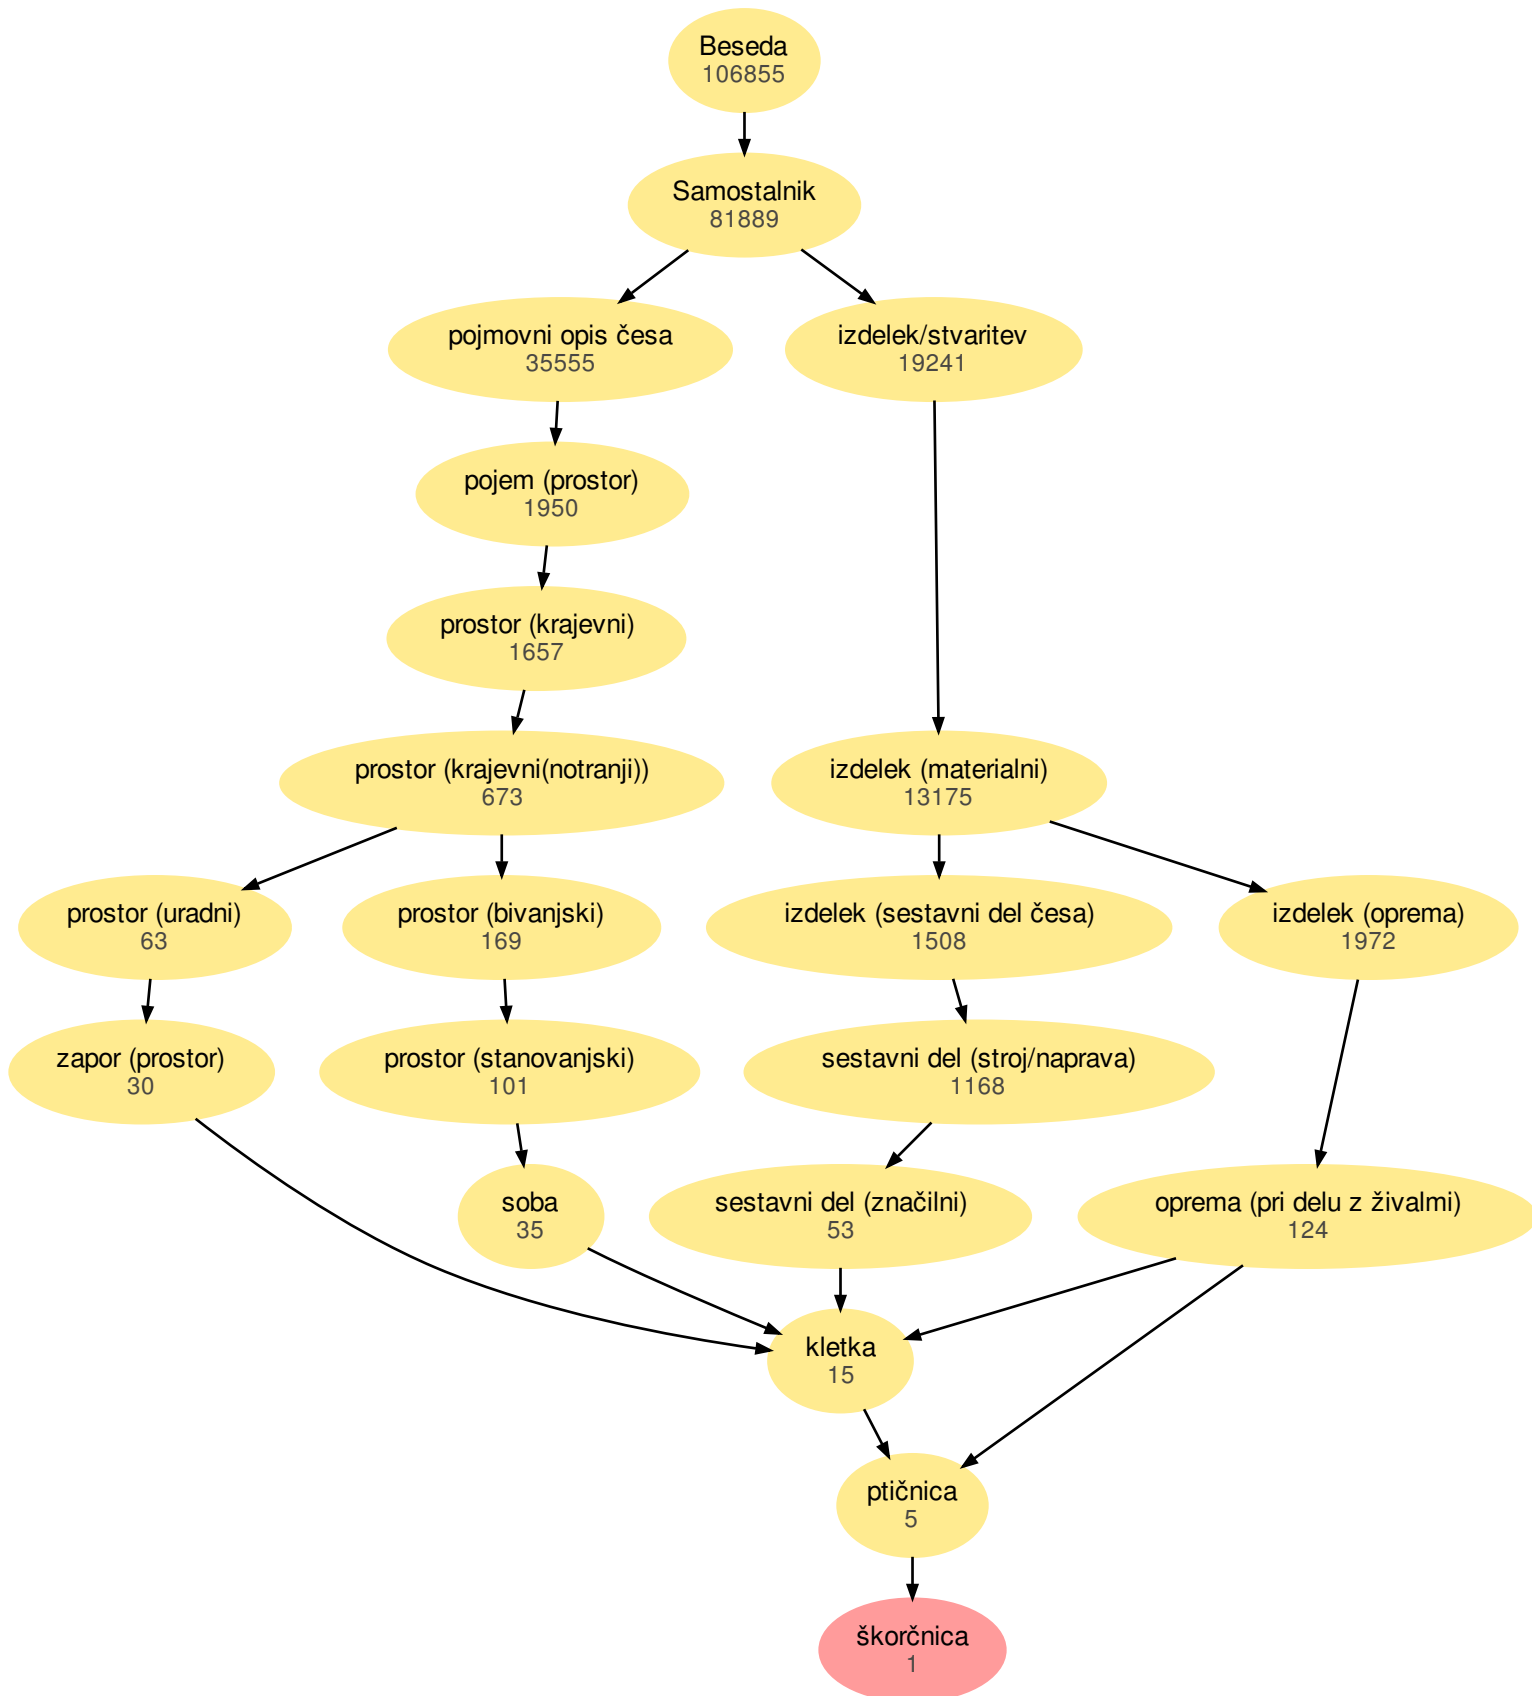 Beseda
106855
Samostalnik
81889
pojmovni opis česa
35555
izdelek/stvaritev
19241
pojem (prostor)
1950
prostor (krajevni)
1657
prostor (krajevni(notranji))
673
izdelek (materialni)
13175
prostor (uradni)
63
prostor (bivanjski)
169
izdelek (sestavni del česa)
1508
izdelek (oprema)
1972
zapor (prostor)
30
prostor (stanovanjski)
101
sestavni del (stroj/naprava)
1168
soba
35
sestavni del (značilni)
53
oprema (pri delu z živalmi)
124
kletka
15
ptičnica
5
škorčnica
1